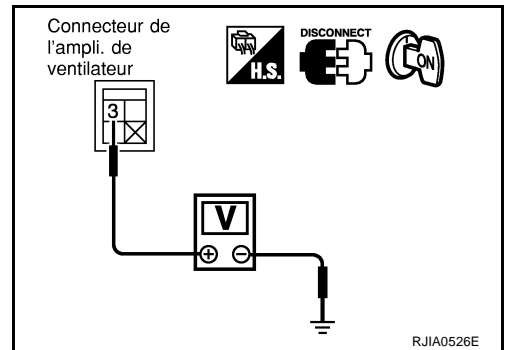 Connecteur de
l'ampli. de
ventilateur
H.S.
DISCONNECT
ON
3
V
+ -
RJIA0526E